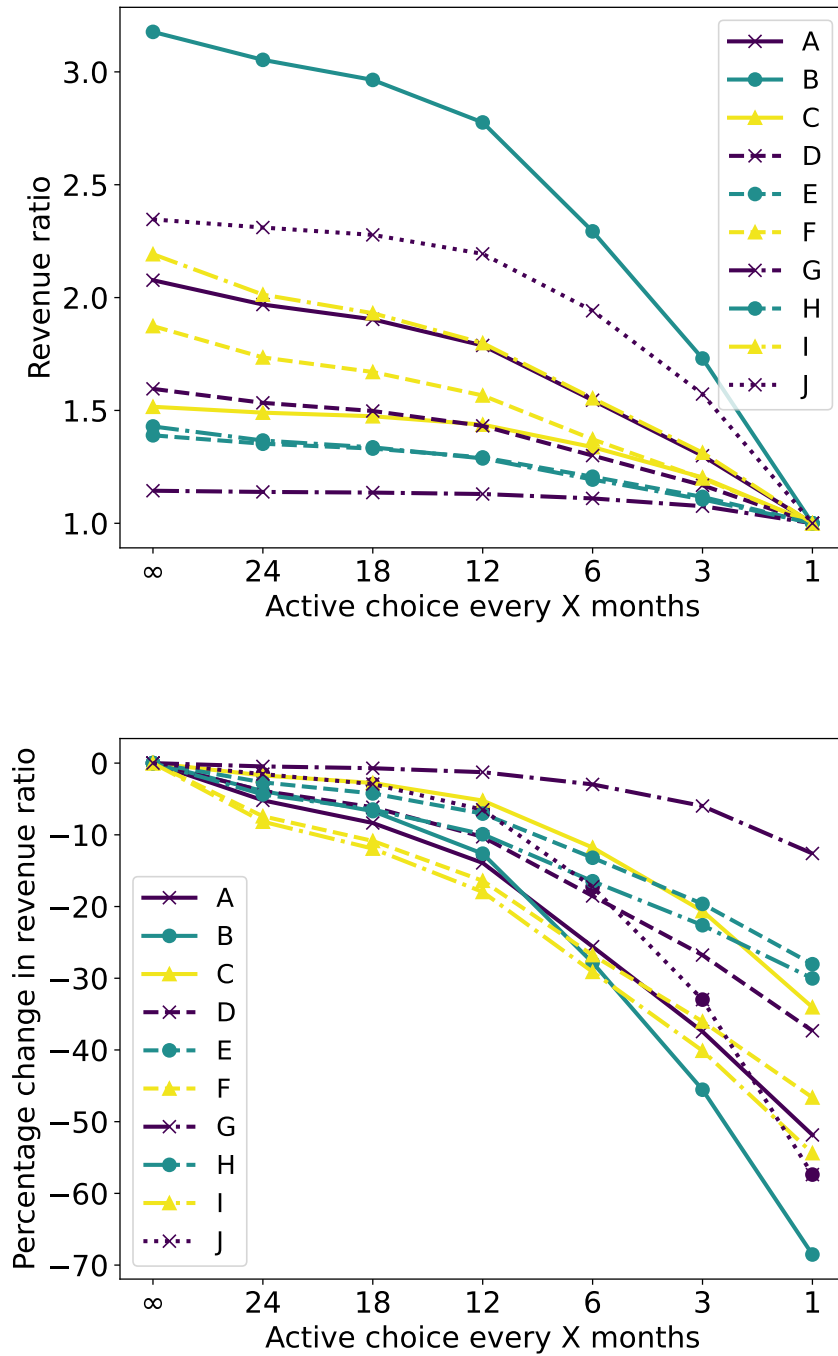 Revenue ratio
3.0
2.5
2.0
1.5
1.0
A
B
C
D
E
F
G
H
I
J
∞ 24 18 12 6 3 1
Active choice every X months
Percentage change in revenue ratio
0
−10
−20
−30
−40
−50
−60
−70
A
B
C
D
E
F
G
H
I
J
∞ 24 18 12 6 3 1
Active choice every X months